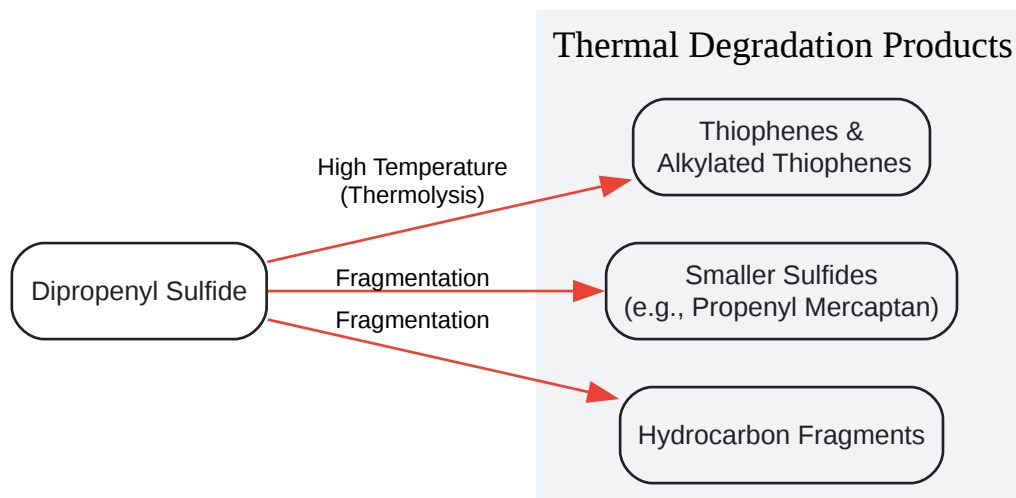 Thermal Degradation Products
Thiophenes &
Alkylated Thiophenes
High Temperature
(Thermolysis)
Dipropenyl Sulfide
Fragmentation
Smaller Sulfides
(e.g., Propenyl Mercaptan)
Fragmentation
Hydrocarbon Fragments